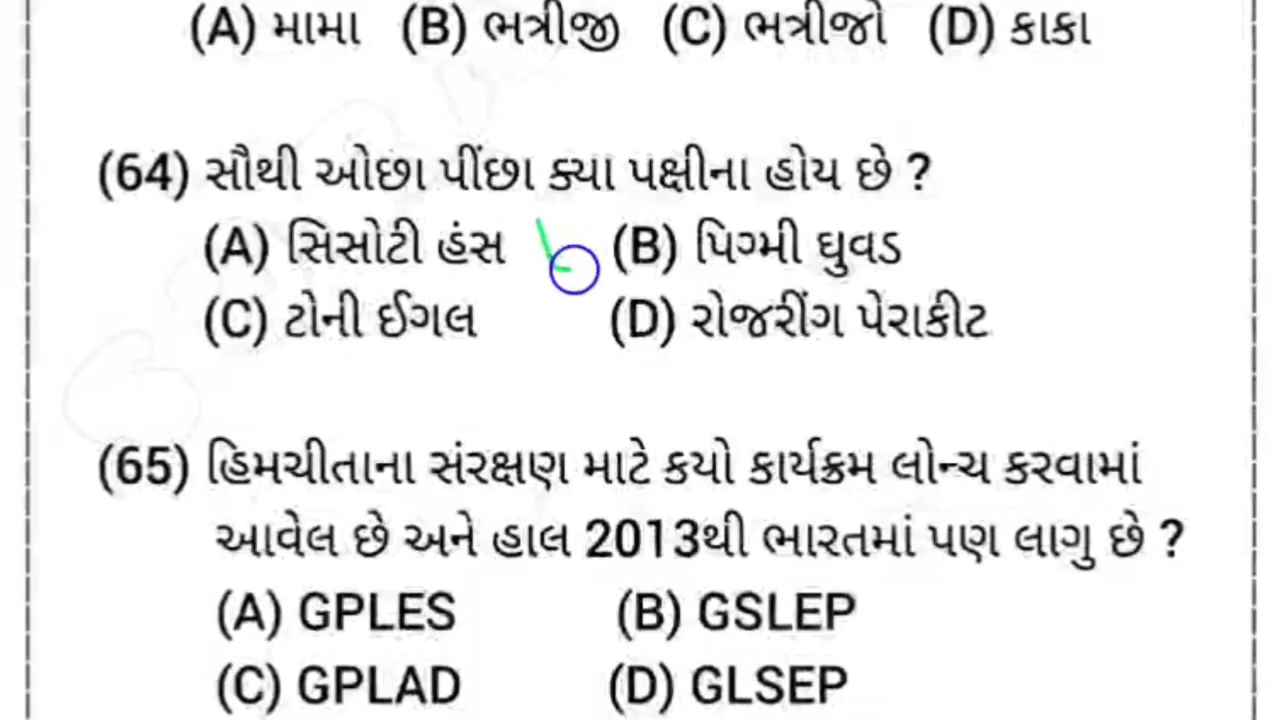 (A) મામા (B) ભત્રીજી (C) ભત્રીજો (D) કાકા
(64) સૌથી ઓછા પીંછા ક્યા પક્ષીના હોય છે ?
(A) સિસોટી હંસ (B) પિગ્મી ઘુવડ
(C) ટોની ઈગલ (D) રોજરીંગ પેરાકીટ
(65) હિમચીતાના સંરક્ષણ માટે કયો કાર્યક્રમ લોન્ચ કરવામાં
આવેલ છે અને હાલ 2013થી ભારતમાં પણ લાગુ છે ?
(A) GPLES (B) GSLEP
(C) GPLAD (D) GLSEP